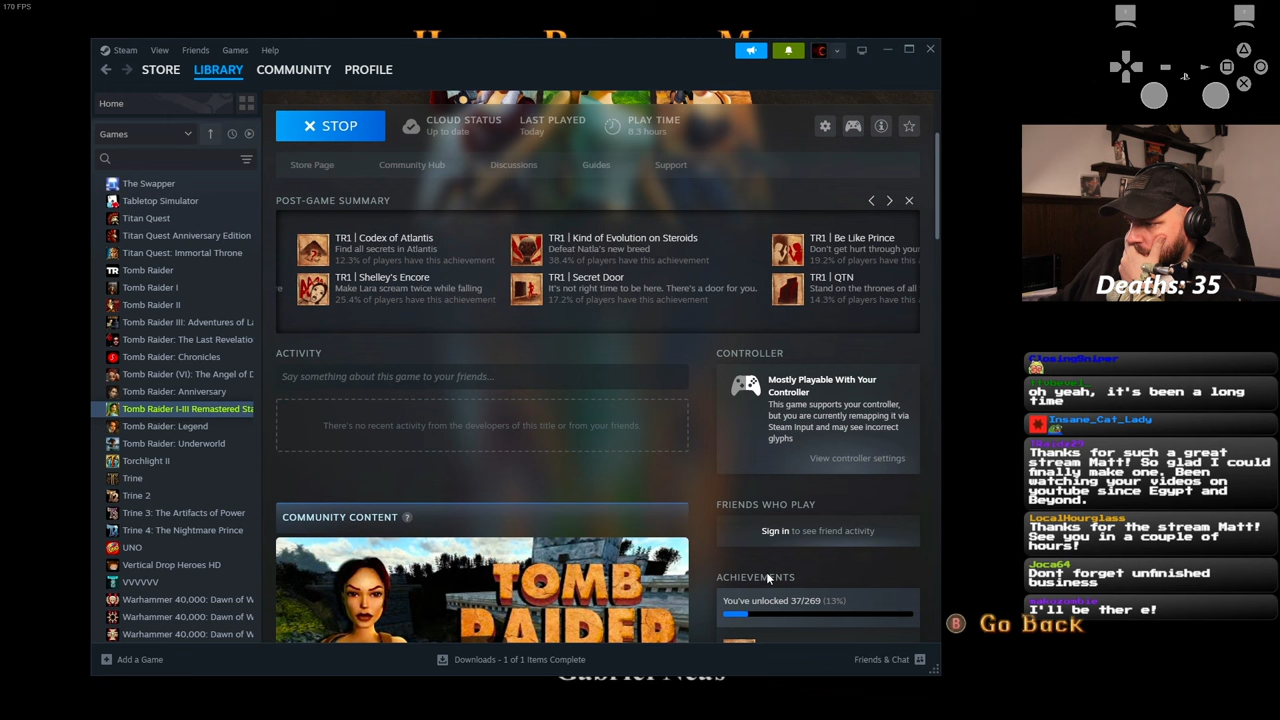 170 FPS
Steam View Friends Games Help
STORE LIBRARY COMMUNITY PROFILE
Home
Games
The Swapper
Tabletop Simulator
Titan Quest
Titan Quest Anniversary Edition
Titan Quest: Immortal Throne
Tomb Raider
Tomb Raider I
Tomb Raider II
Tomb Raider III: Adventures of La
Tomb Raider: The Last Revelatio
Tomb Raider: Chronicles
Tomb Raider (VI): The Angel of D
Tomb Raider: Anniversary
Tomb Raider I-III Remastered Sta
Tomb Raider: Legend
Tomb Raider: Underworld
Torchlight II
Trine
Trine 2
Trine 3: The Artifacts of Power
Trine 4: The Nightmare Prince
UNO
Vertical Drop Heroes HD
VVVVVV
Warhammer 40,000: Dawn of W
Warhammer 40,000: Dawn of W
Warhammer 40,000: Dawn of W
Add a Game
STOP
CLOUD STATUS
Up to date
LAST PLAYED
Today
PLAY TIME
8.3 hours
Store Page Community Hub Discussions Guides Support
POST-GAME SUMMARY
TR1 | Codex of Atlantis
Find all secrets in Atlantis
12.3% of players have this achievement
TR1 | Kind of Evolution on Steroids
Defeat Natla's new breed
38.4% of players have this achievement
TR1 | Be Like Prince
Don't get hurt through your
19.2% of players have this a
TR1 | Shelley's Encore
Make Lara scream twice while falling
25.4% of players have this achievement
TR1 | Secret Door
It's not right time to be here. There's a door for you.
17.2% of players have this achievement
TR1 | QTN
Stand on the thrones of all
14.3% of players have this a
ACTIVITY
Say something about this game to your friends...
There's no recent activity from the developers of this title or from your friends.
COMMUNITY CONTENT ?
TOMB
RAIDER
CONTROLLER
Mostly Playable With Your
Controller
This game supports your controller,
but you are currently remapping it via
Steam Input and may see incorrect
glyphs
View controller settings
FRIENDS WHO PLAY
Sign in to see friend activity
ACHIEVEMENTS
You've unlocked 37/269 (13%)
Downloads - 1 of 1 Items Complete
Friends & Chat
B Go Back
Deaths: 35
oh yeah, it's been a long
time
Insane_Cat_Lady
Thanks for such a great
stream Matt! So glad I could
finally make one. Been
watching your videos on
youtube since Egypt and
Beyond.
LocalHourglass
Thanks for the stream Matt!
See you in a couple of
hours!
Joca64
Dont forget unfinished
business
I'll be ther e!